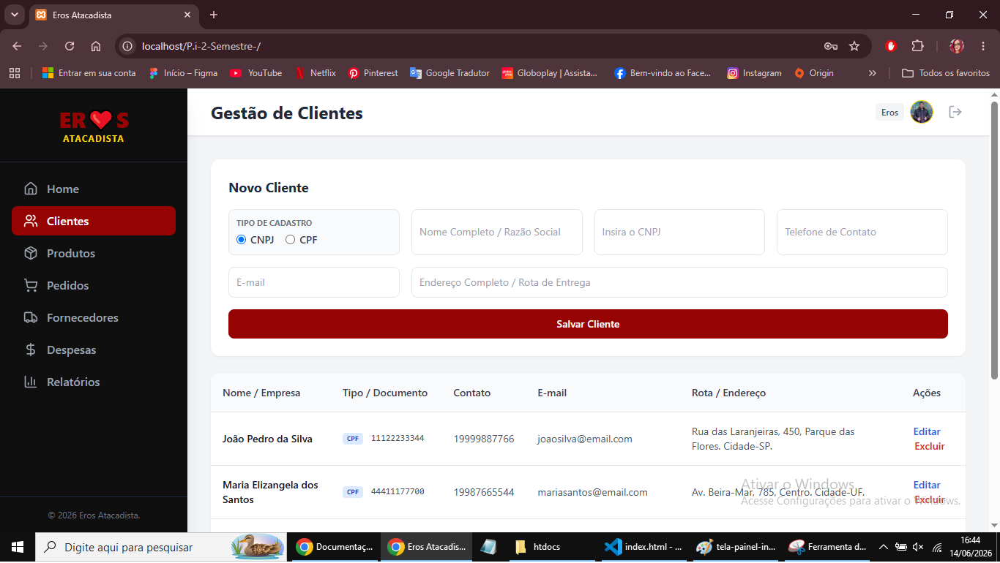 Eros Atacadista
localhost/P.i-2-Semestre-/
Entrar em sua conta
Início – Figma
YouTube
Netflix
Pinterest
Google Tradutor
Globoplay | Assista...
Bem-vindo ao Face...
Instagram
Origin
Todos os favoritos
EROS
ATACADISTA
Home
Clientes
Produtos
Pedidos
Fornecedores
Despesas
Relatórios
© 2026 Eros Atacadista.
Gestão de Clientes
Eros
Novo Cliente
TIPO DE CADASTRO
CNPJ CPF
Nome Completo / Razão Social
Insira o CNPJ
Telefone de Contato
E-mail
Endereço Completo / Rota de Entrega
Salvar Cliente
Nome / Empresa Tipo / Documento Contato E-mail Rota / Endereço Ações
João Pedro da Silva CPF 11122233344 19999887766 joaosilva@email.com Rua das Laranjeiras, 450, Parque das
Flores. Cidade-SP.
Editar
Excluir
Maria Elizangela dos
Santos
CPF 44411177700 19987665544 mariasantos@email.com Av. Beira-Mar, 785, Centro. Cidade-UF.
Editar
Excluir
Ativar o Windows
Acesse Configurações para ativar o Windows.
Digite aqui para pesquisar
Documentaç...
Eros Atacadis...
htdocs
index.html - ...
tela-painel-in...
Ferramenta d...
16:44
14/06/2026